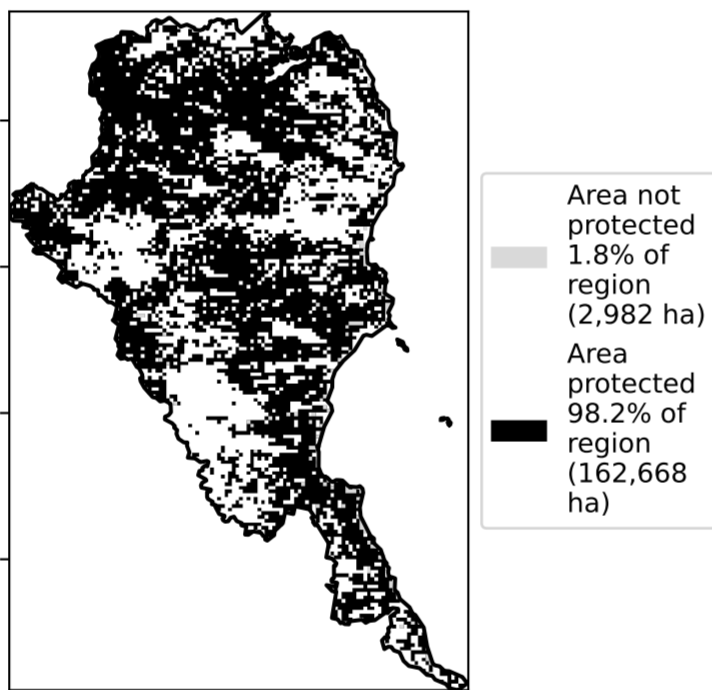 Area not
protected
1.8% of
region
(2,982 ha)
Area
protected
98.2% of
region
(162,668
ha)